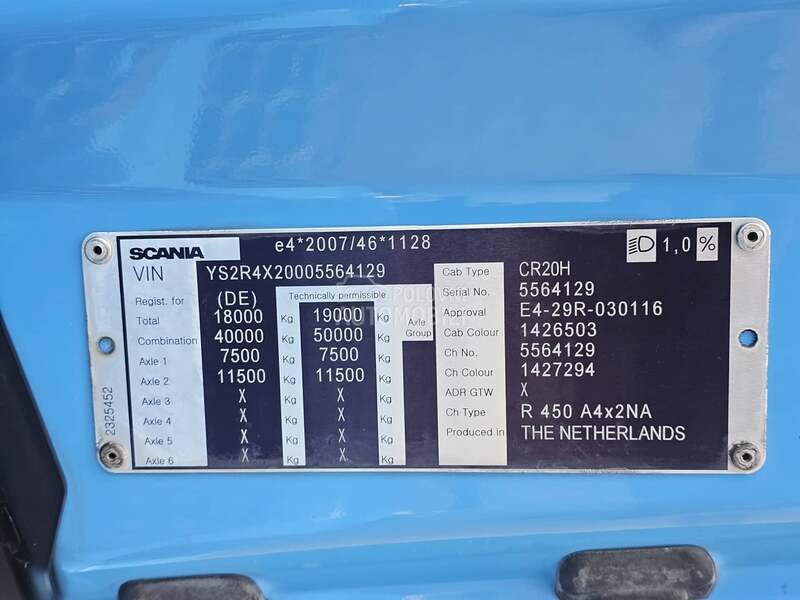 SCANIA e4*2007/46*1128 1,0 %
VIN YS2R4X20005564129
Regist. for (DE) Technically permissible
Total 18000 Kg 19000 Kg
Combination 40000 Kg 50000 Kg
Axle Group
Axle 1 7500 Kg 7500 Kg
Axle 2 11500 Kg 11500 Kg
Axle 3 X Kg X Kg
Axle 4 X Kg X Kg
Axle 5 X Kg X Kg
Axle 6 X Kg X Kg
Cab Type CR20H
Serial No. 5564129
Approval E4-29R-030116
Cab Colour 1426503
Ch No. 5564129
Ch Colour 1427294
ADR GTW X
Ch Type R 450 A4x2NA
Produced in THE NETHERLANDS
2325452